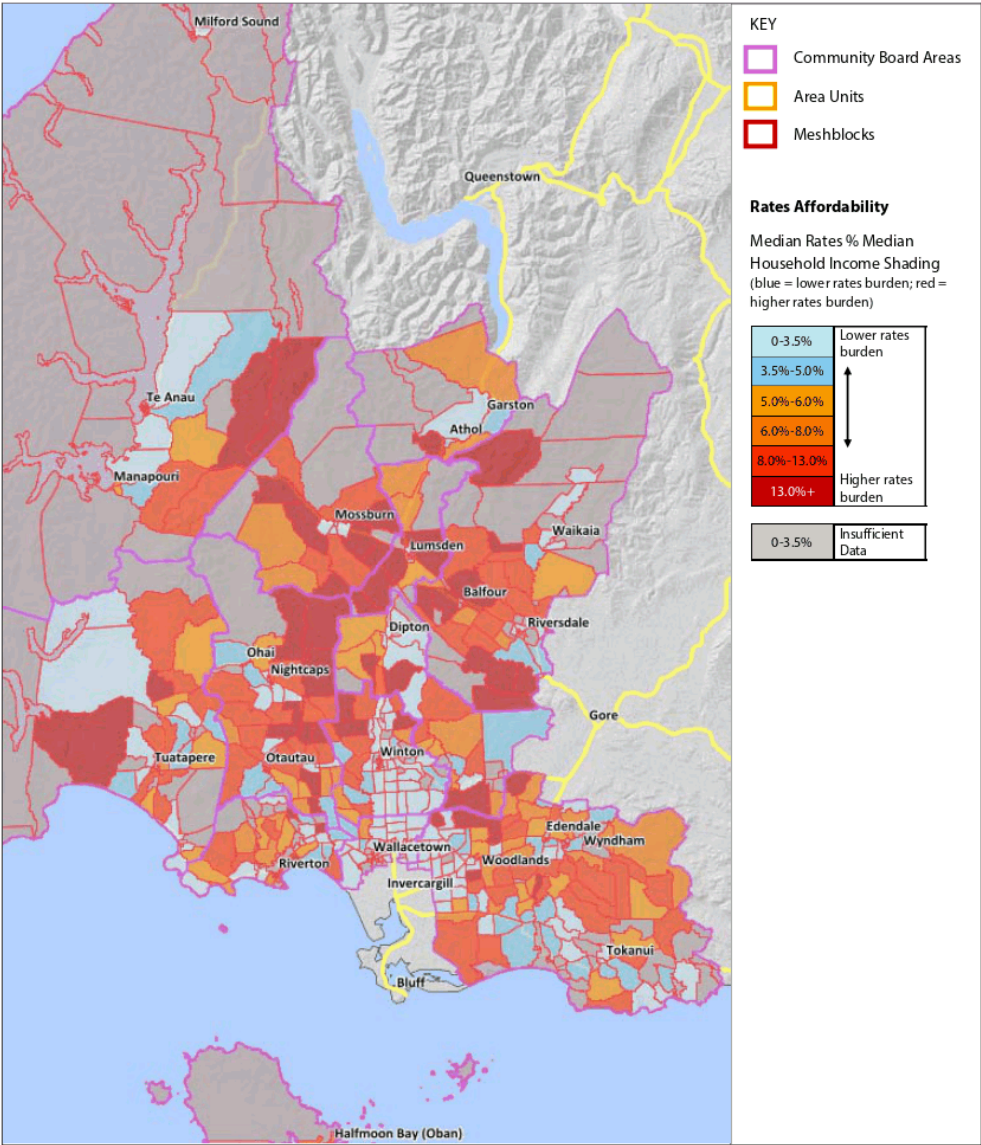 Milford Sound
Queenstown
Te Anau
Garston
Athol
Manapouri
Mossburn
Waikaia
Lumsden
Balfour
Dipton
Riversdale
Ohai
Nightcaps
Gore
Tuatapere
Otautau
Winton
Edendale
Wyndham
Wallacetown
Woodlands
Riverton
Invercargill
Tokanui
Bluff
Halfmoon Bay (Oban)
KEY
Community Board Areas
Area Units
Meshblocks
Rates Affordability
Median Rates % Median
Household Income Shading
(blue = lower rates burden; red =
higher rates burden)
0-3.5%
Lower rates
burden
3.5%-5.0%
5.0%-6.0%
6.0%-8.0%
8.0%-13.0%
13.0%+
Higher rates
burden
0-3.5%
Insufficient
Data